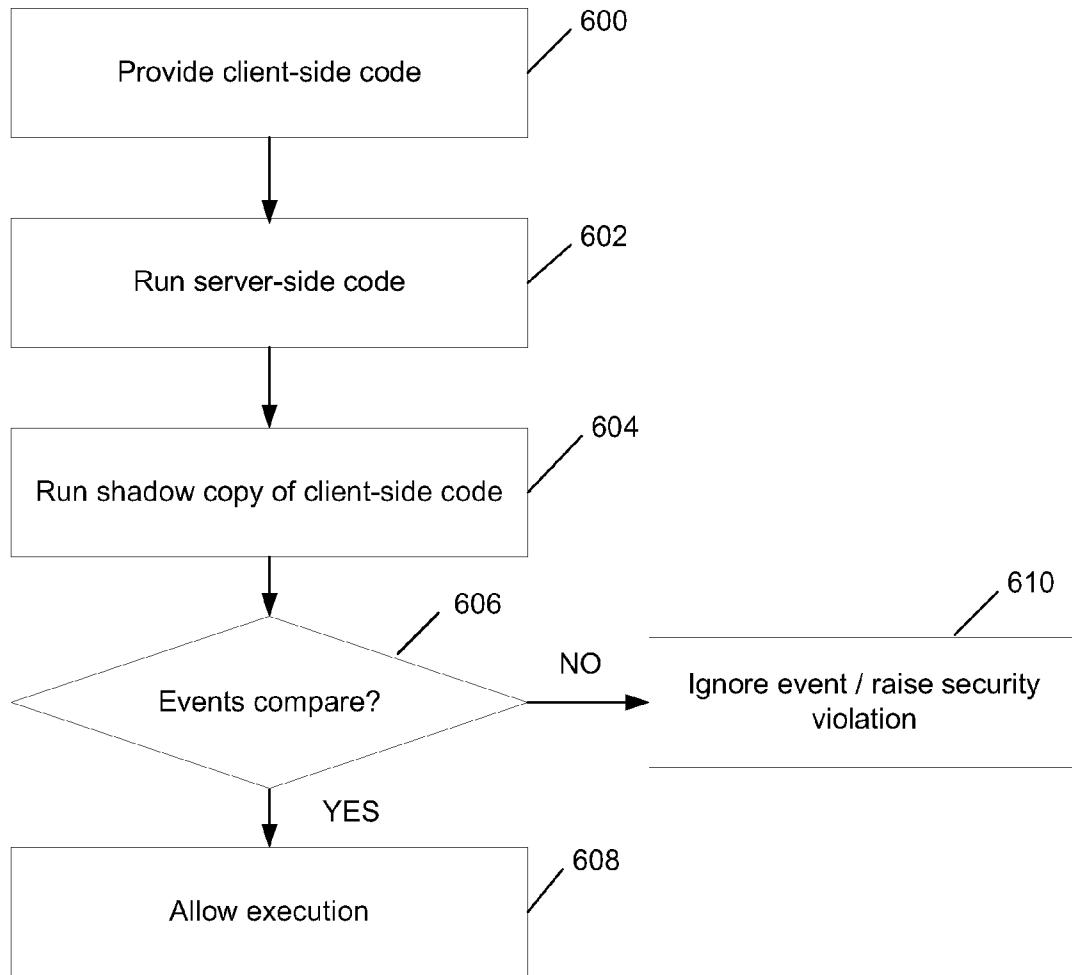 600
Provide client-side code
602
Run server-side code
604
Run shadow copy of client-side code
606
610
Events compare?
NO
Ignore event / raise security
violation
YES
608
Allow execution